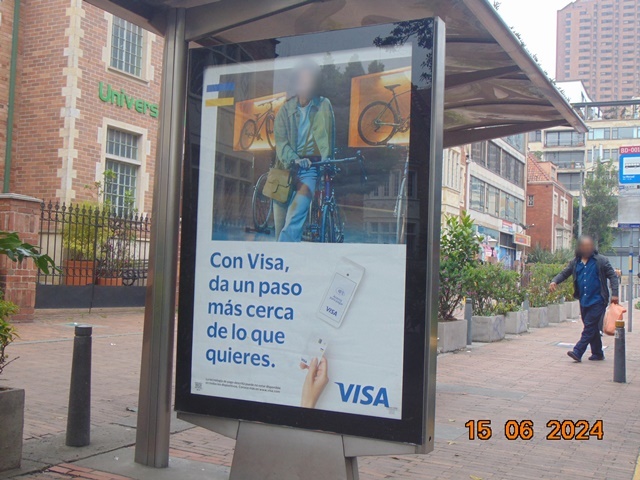 Univers
Con Visa,
da un paso
más cerca
de lo que
quieres.
VISA
VISA
15 06 2024